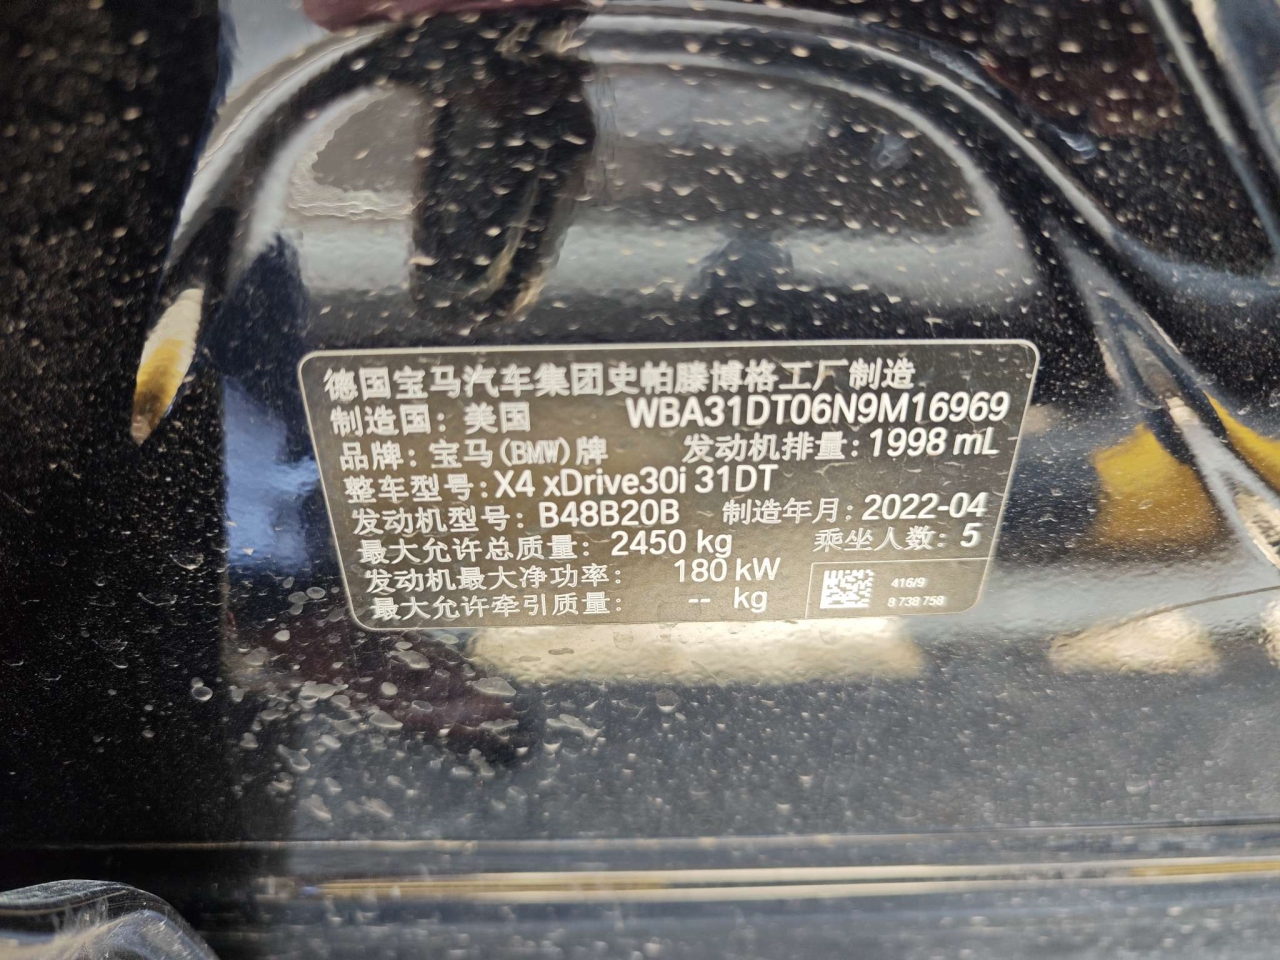 德国宝马汽车集团史帕滕博格工厂制造
制造国: 美国 WBA31DT06N9M16969
品牌: 宝马(BMW)牌 发动机排量: 1998 mL
整车型号: X4 xDrive30i 31DT
发动机型号: B48B20B 制造年月: 2022-04
最大允许总质量: 2450 kg 乘坐人数: 5
发动机最大净功率: 180 kW
最大允许牵引质量: -- kg
416/9
8 738 758